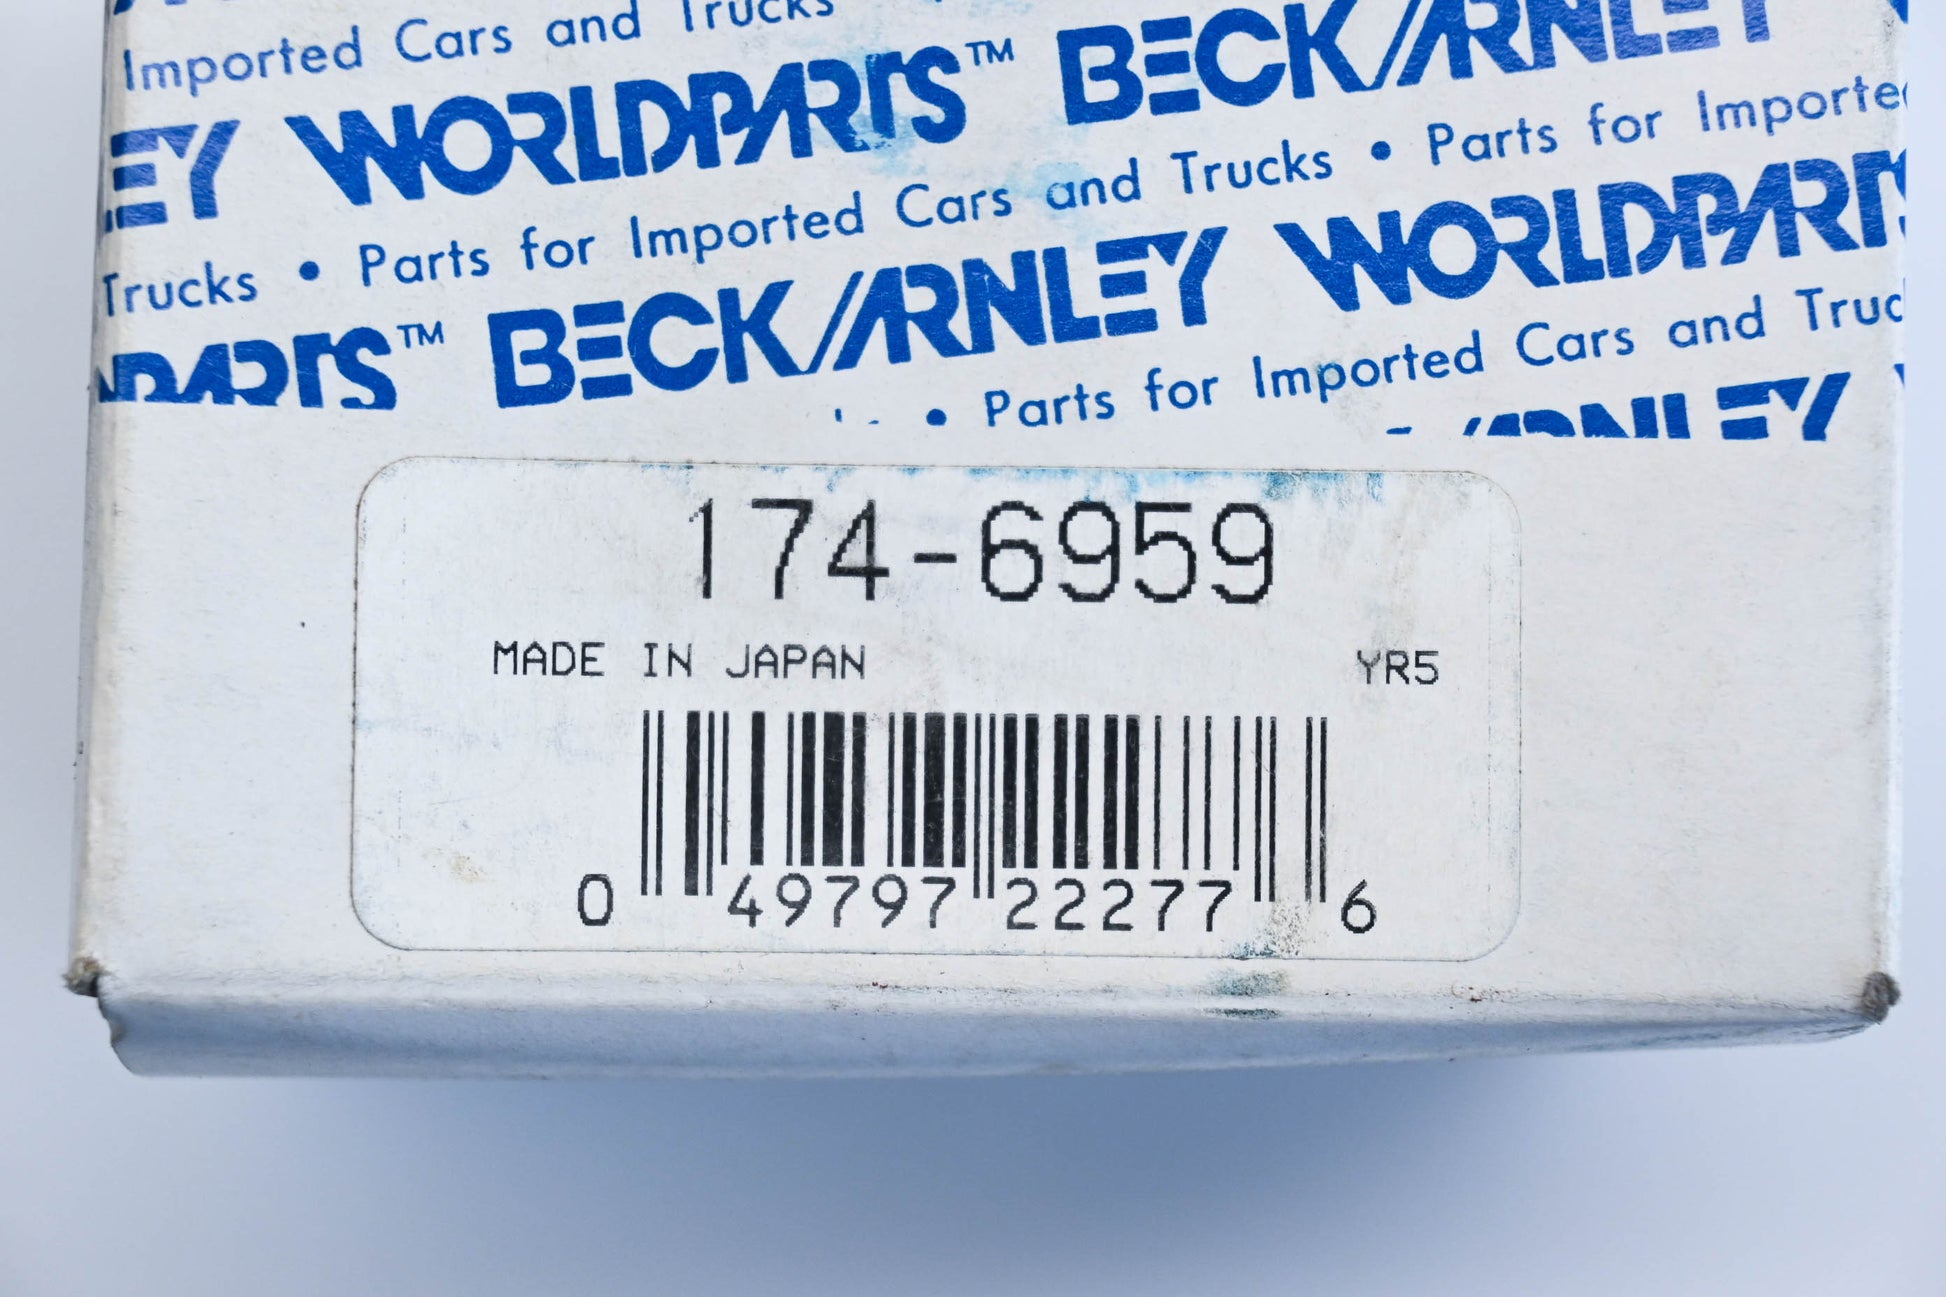 Imported Cars and Trucks
EY WORLDPARTS™ BECK/ARNLEY
Trucks • Parts for Imported Cars and Trucks • Parts for Imported
PARTS™ BECK/ARNLEY WORLDPARTS
• Parts for Imported Cars and Truc
ARNLEY
174-6959
MADE IN JAPAN YR5
0 49797 22277 6